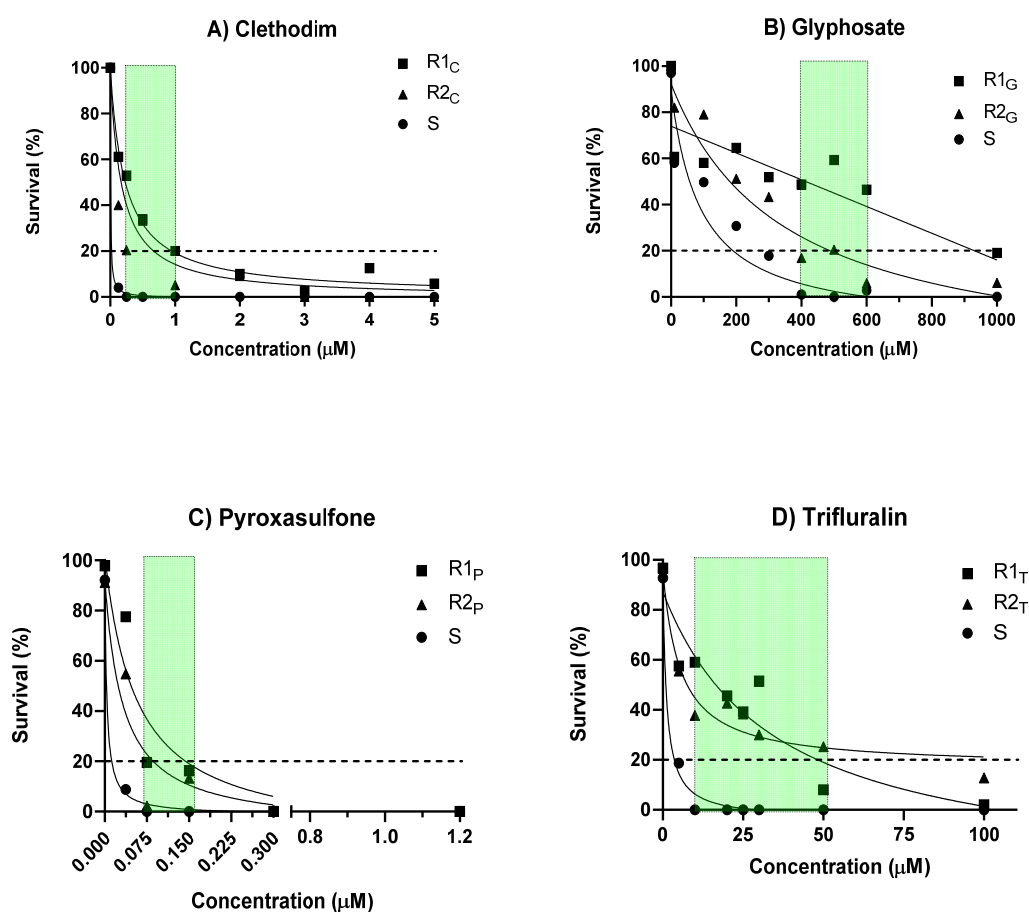 A) Clethodim
Survival (%)
100
80
60
40
20
0
0 1 2 3 4 5
Concentration (μM)
R1C
R2C
S
B) Glyphosate
Survival (%)
100
80
60
40
20
0
0 200 400 600 800 1000
Concentration (μM)
R1G
R2G
S
C) Pyroxasulfone
Survival (%)
100
80
60
40
20
0
0.000 0.075 0.150 0.225 0.300 0.8 1.0 1.2
Concentration (μM)
R1P
R2P
S
D) Trifluralin
Survival (%)
100
80
60
40
20
0
0 25 50 75 100
Concentration (μM)
R1T
R2T
S